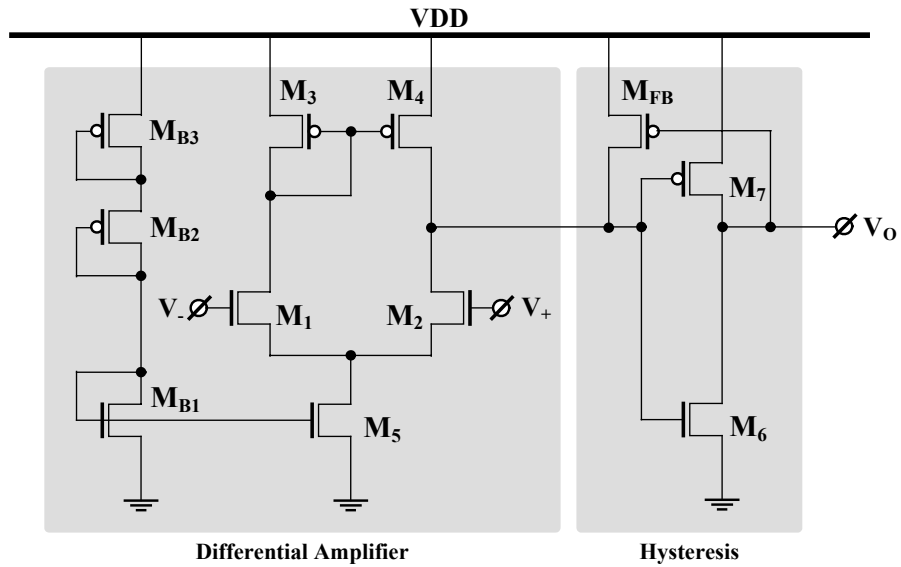 VDD
M3 M4 MFB
MB3
M7
MB2
VO
V- M1 M2 V+
MB1
M5 M6
Differential Amplifier Hysteresis